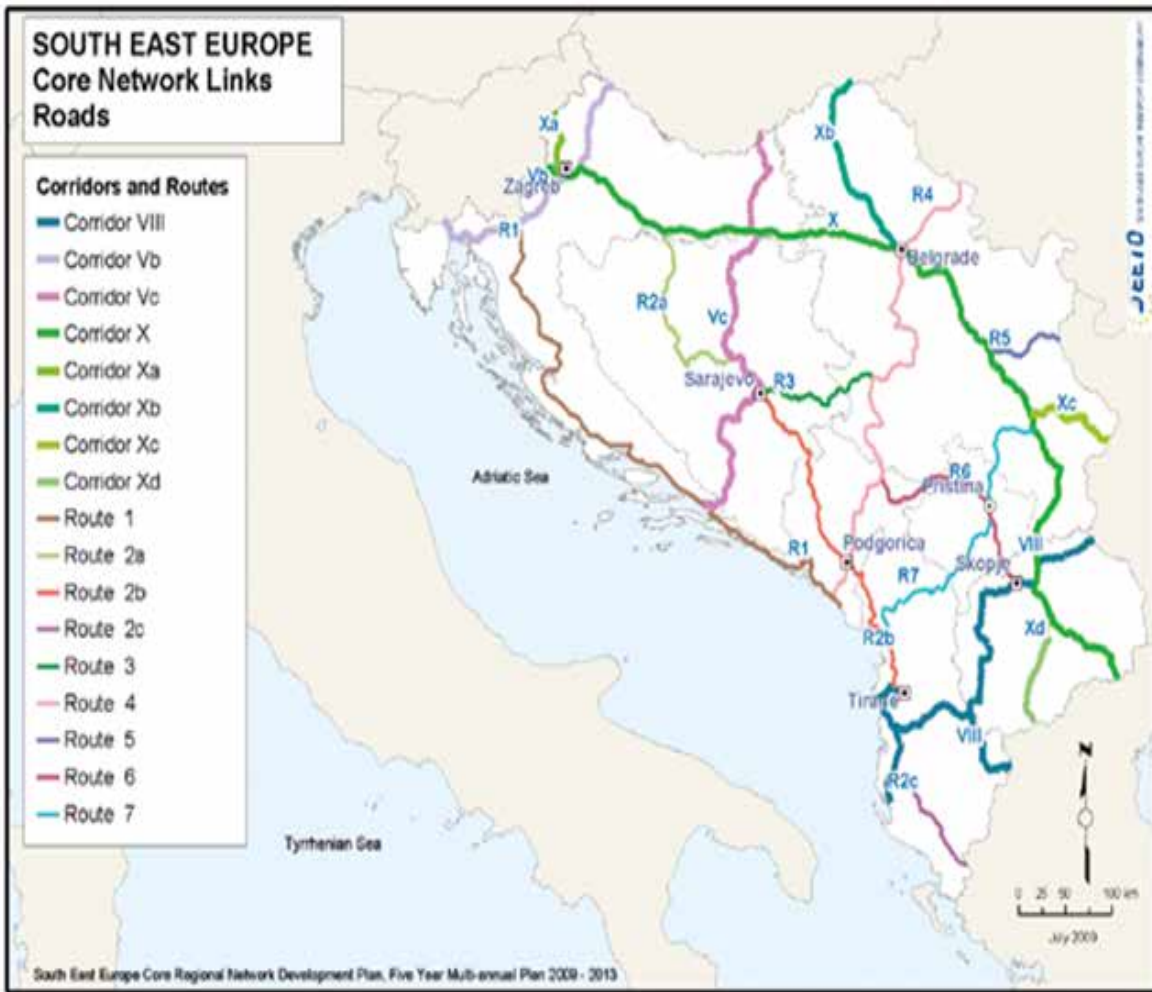 SOUTH EAST EUROPE
Core Network Links
Roads
Corridors and Routes
Corridor VIII
Corridor Vb
Corridor Vc
Corridor X
Corridor Xa
Corridor Xb
Corridor Xc
Corridor Xd
Route 1
Route 2a
Route 2b
Route 2c
Route 3
Route 4
Route 5
Route 6
Route 7
Xa
Vb
Zagreb
R1
Xb
R4
X
Belgrade
R2a
Vc
R5
Sarajevo
R3
Xc
Adriatic Sea
R6
Pristina
R1
Podgorica
VIII
Skopje
R7
Xd
R2b
Tirane
VIII
R2c
Tyrrhenian Sea
N
0 25 50 100 km
July 2009
South East Europe Core Regional Network Development Plan, Five Year Multi-annual Plan 2009 - 2013
SEETO